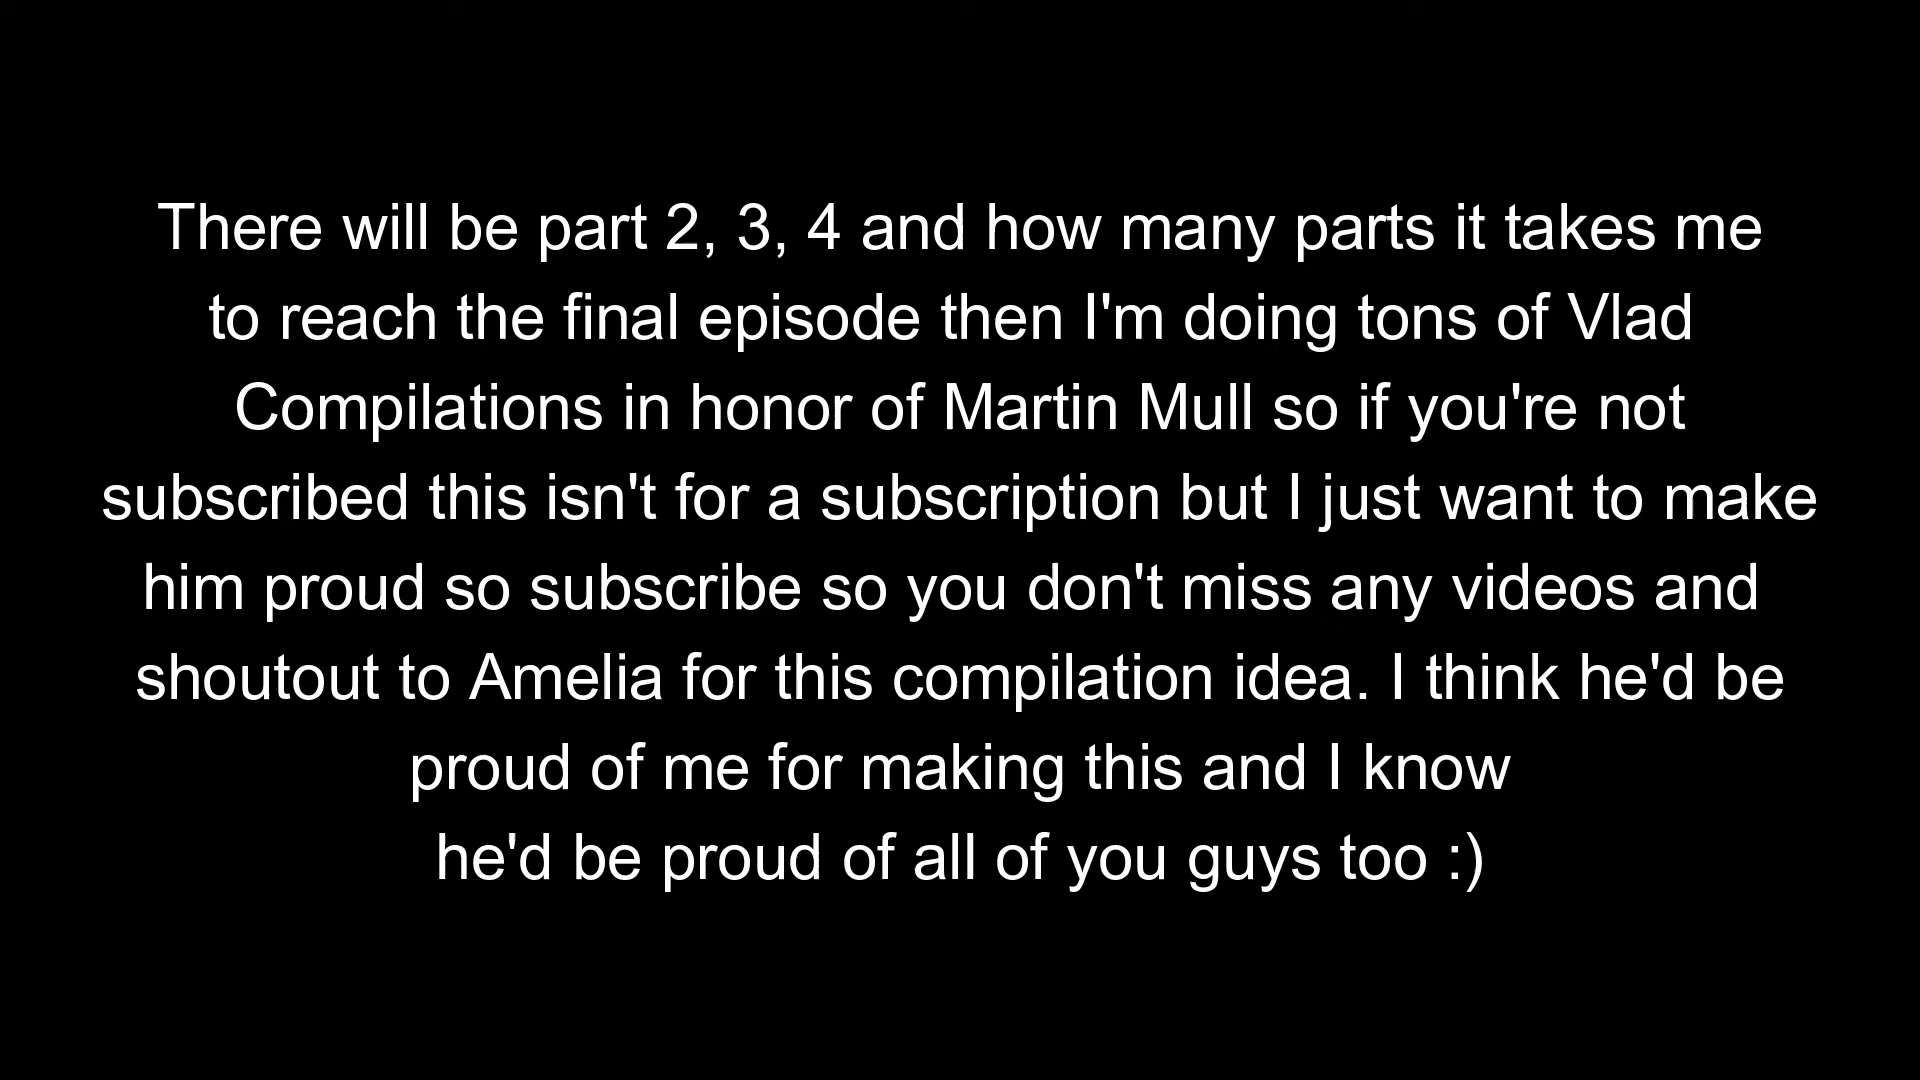 There will be part 2, 3, 4 and how many parts it takes me
to reach the final episode then I'm doing tons of Vlad
Compilations in honor of Martin Mull so if you're not
subscribed this isn't for a subscription but I just want to make
him proud so subscribe so you don't miss any videos and
shoutout to Amelia for this compilation idea. I think he'd be
proud of me for making this and I know
he'd be proud of all of you guys too :)